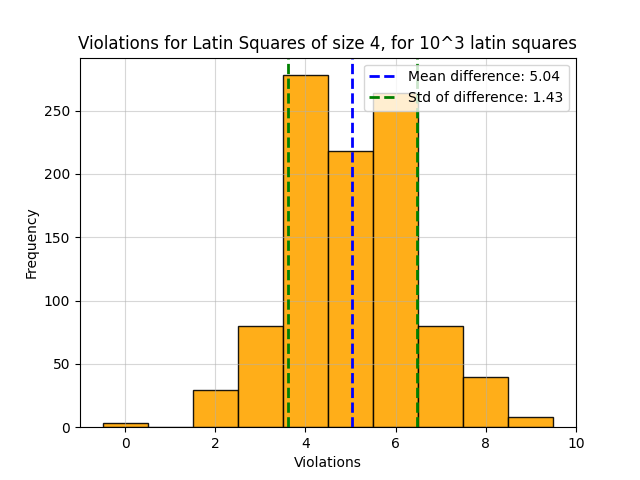 Violations for Latin Squares of size 4, for 10^3 latin squares
Mean difference: 5.04
Std of difference: 1.43
Frequency
250
200
150
100
50
0
0 2 4 6 8 10
Violations